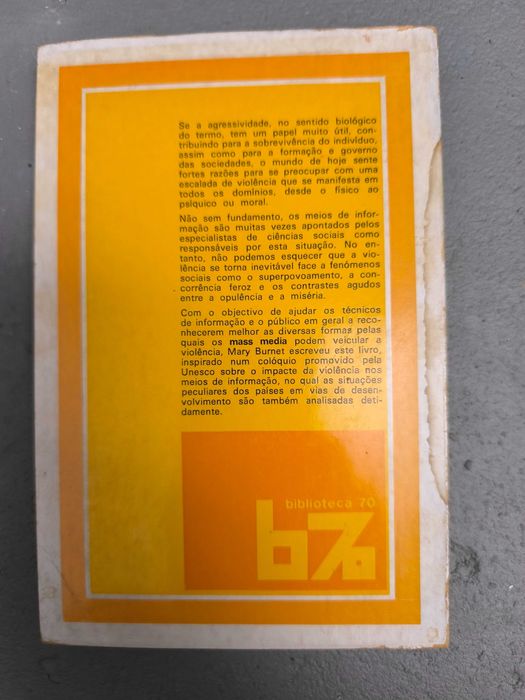 Se a agressividade, no sentido biológico
do termo, tem um papel muito útil, con-
tribuindo para a sobrevivência do indivíduo,
assim como para a formação e governo
das sociedades, o mundo de hoje sente
fortes razões para se preocupar com uma
escalada de violência que se manifesta em
todos os domínios, desde o físico ao
psíquico ou moral.
Não sem fundamento, os meios de infor-
mação são muitas vezes apontados pelos
especialistas de ciências sociais como
responsáveis por esta situação. No en-
tanto, não podemos esquecer que a vio-
lência se torna inevitável face a fenómenos
sociais como o superpovoamento, a con-
corrência feroz e os contrastes agudos
entre a opulência e a miséria.
Com o objectivo de ajudar os técnicos
de informação e o público em geral a reco-
nhecerem melhor as diversas formas pelas
quais os mass media podem veicular a
violência, Mary Burnet escreveu este livro,
inspirado num colóquio promovido pela
Unesco sobre o impacte da violência nos
meios de informação, no qual as situações
peculiares dos países em vias de desen-
volvimento são também analisadas deti-
damente.
biblioteca 70
b70